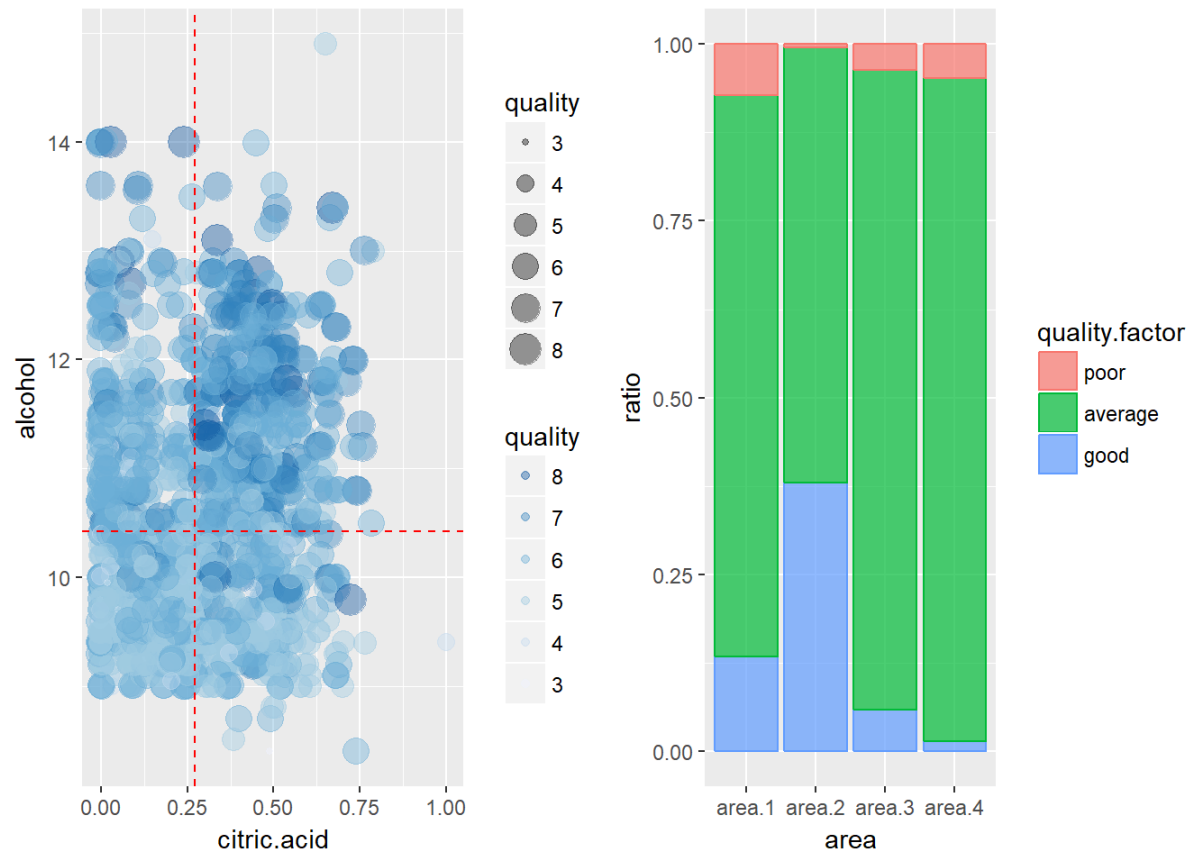 alcohol
14
12
10
0.00 0.25 0.50 0.75 1.00
citric.acid
quality
3
4
5
6
7
8
quality
8
7
6
5
4
3
ratio
1.00
0.75
0.50
0.25
0.00
area.1 area.2 area.3 area.4
area
quality.factor
poor
average
good